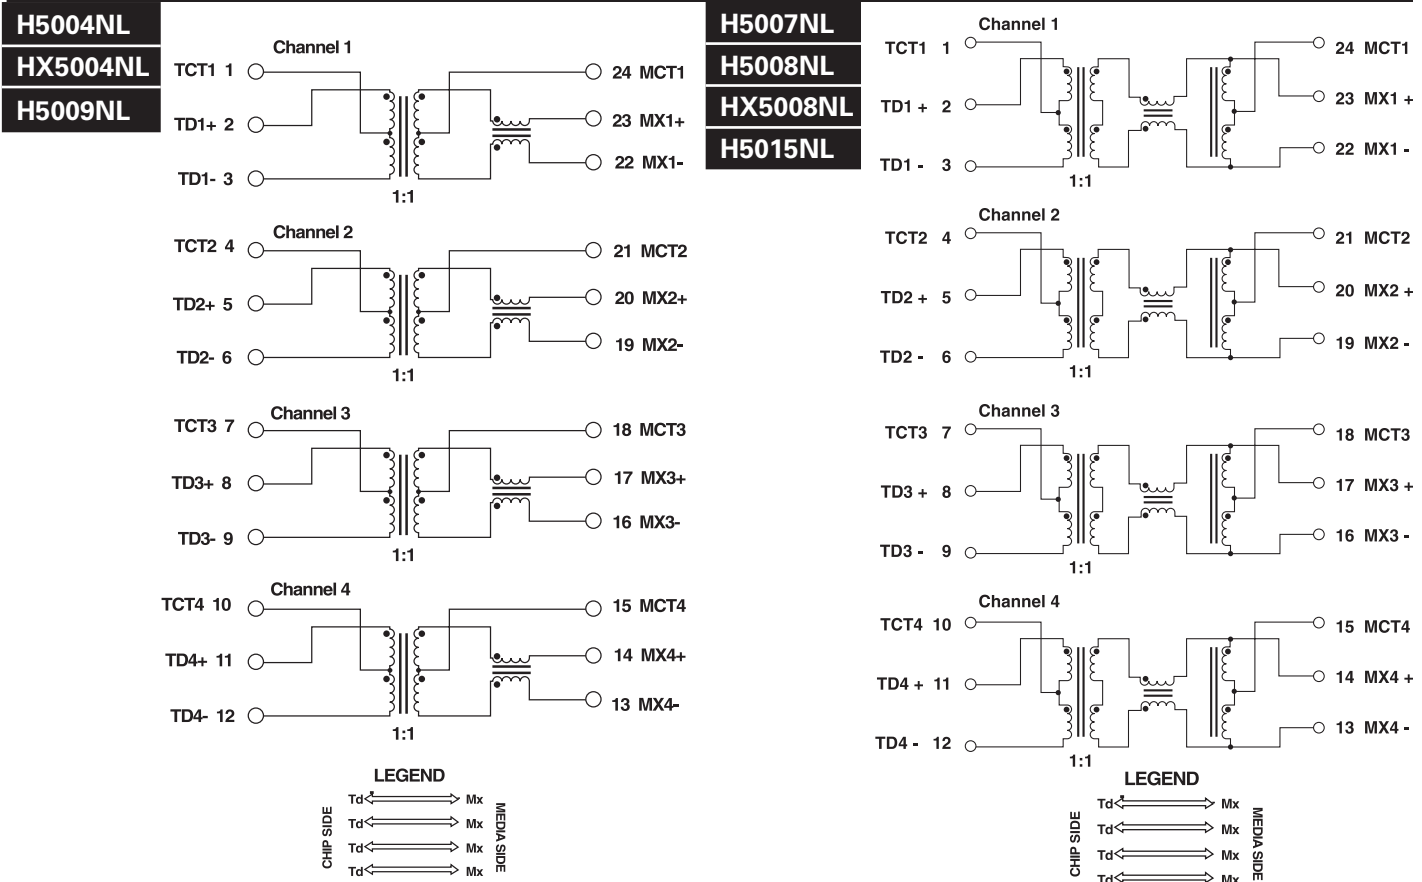 H5004NL
HX5004NL
H5009NL
Channel 1
TCT1 1
24 MCT1
TD1+ 2
23 MX1+
22 MX1-
TD1- 3
1:1
Channel 2
TCT2 4
21 MCT2
TD2+ 5
20 MX2+
19 MX2-
TD2- 6
1:1
Channel 3
TCT3 7
18 MCT3
TD3+ 8
17 MX3+
16 MX3-
TD3- 9
1:1
Channel 4
TCT4 10
15 MCT4
TD4+ 11
14 MX4+
13 MX4-
TD4- 12
1:1
LEGEND
CHIP SIDE
Td Mx
Td Mx
Td Mx
Td Mx
MEDIA SIDE
H5007NL
H5008NL
HX5008NL
H5015NL
Channel 1
TCT1 1
24 MCT1
TD1 + 2
23 MX1 +
22 MX1 -
TD1 - 3
1:1
Channel 2
TCT2 4
21 MCT2
TD2 + 5
20 MX2 +
19 MX2 -
TD2 - 6
1:1
Channel 3
TCT3 7
18 MCT3
TD3 + 8
17 MX3 +
16 MX3 -
TD3 - 9
1:1
Channel 4
TCT4 10
15 MCT4
TD4 + 11
14 MX4 +
13 MX4 -
TD4 - 12
1:1
LEGEND
CHIP SIDE
Td Mx
Td Mx
Td Mx
Td Mx
MEDIA SIDE